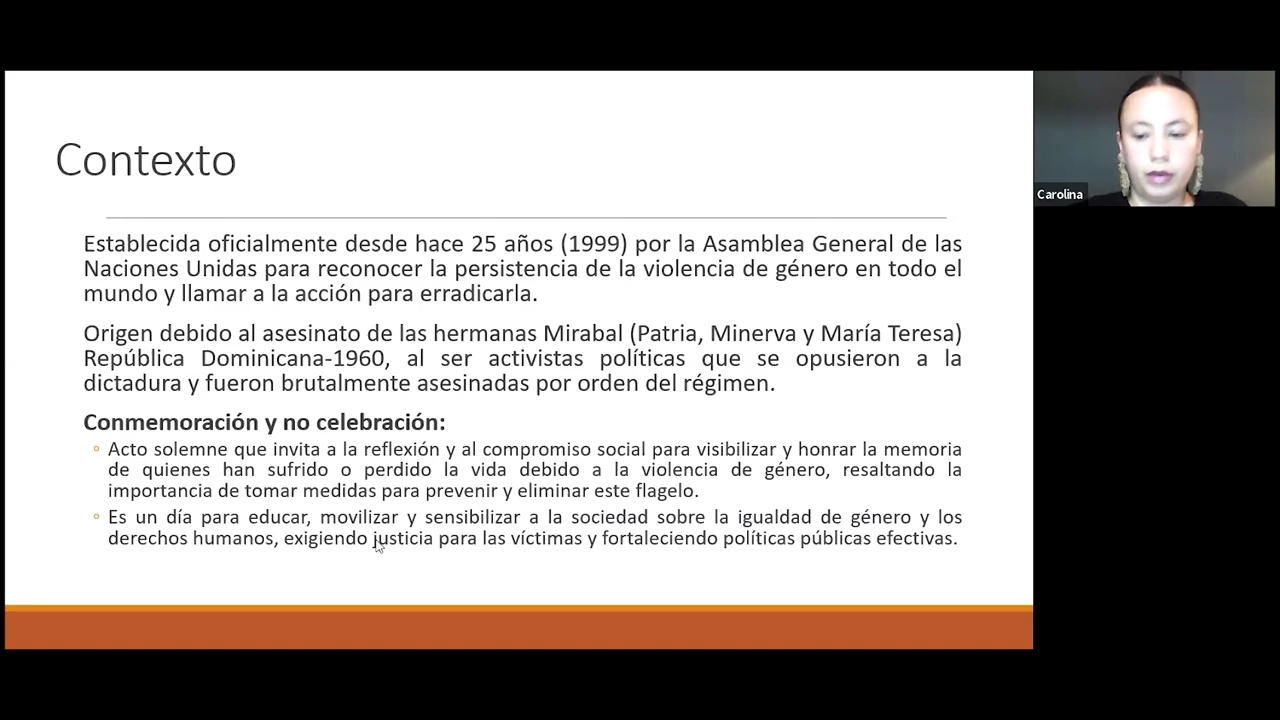 Contexto
Establecida oficialmente desde hace 25 años (1999) por la Asamblea General de las
Naciones Unidas para reconocer la persistencia de la violencia de género en todo el
mundo y llamar a la acción para erradicarla.
Origen debido al asesinato de las hermanas Mirabal (Patria, Minerva y María Teresa)
República Dominicana-1960, al ser activistas políticas que se opusieron a la
dictadura y fueron brutalmente asesinadas por orden del régimen.
Conmemoración y no celebración:
◦ Acto solemne que invita a la reflexión y al compromiso social para visibilizar y honrar la memoria
de quienes han sufrido o perdido la vida debido a la violencia de género, resaltando la
importancia de tomar medidas para prevenir y eliminar este flagelo.
◦ Es un día para educar, movilizar y sensibilizar a la sociedad sobre la igualdad de género y los
derechos humanos, exigiendo justicia para las víctimas y fortaleciendo políticas públicas efectivas.
Carolina